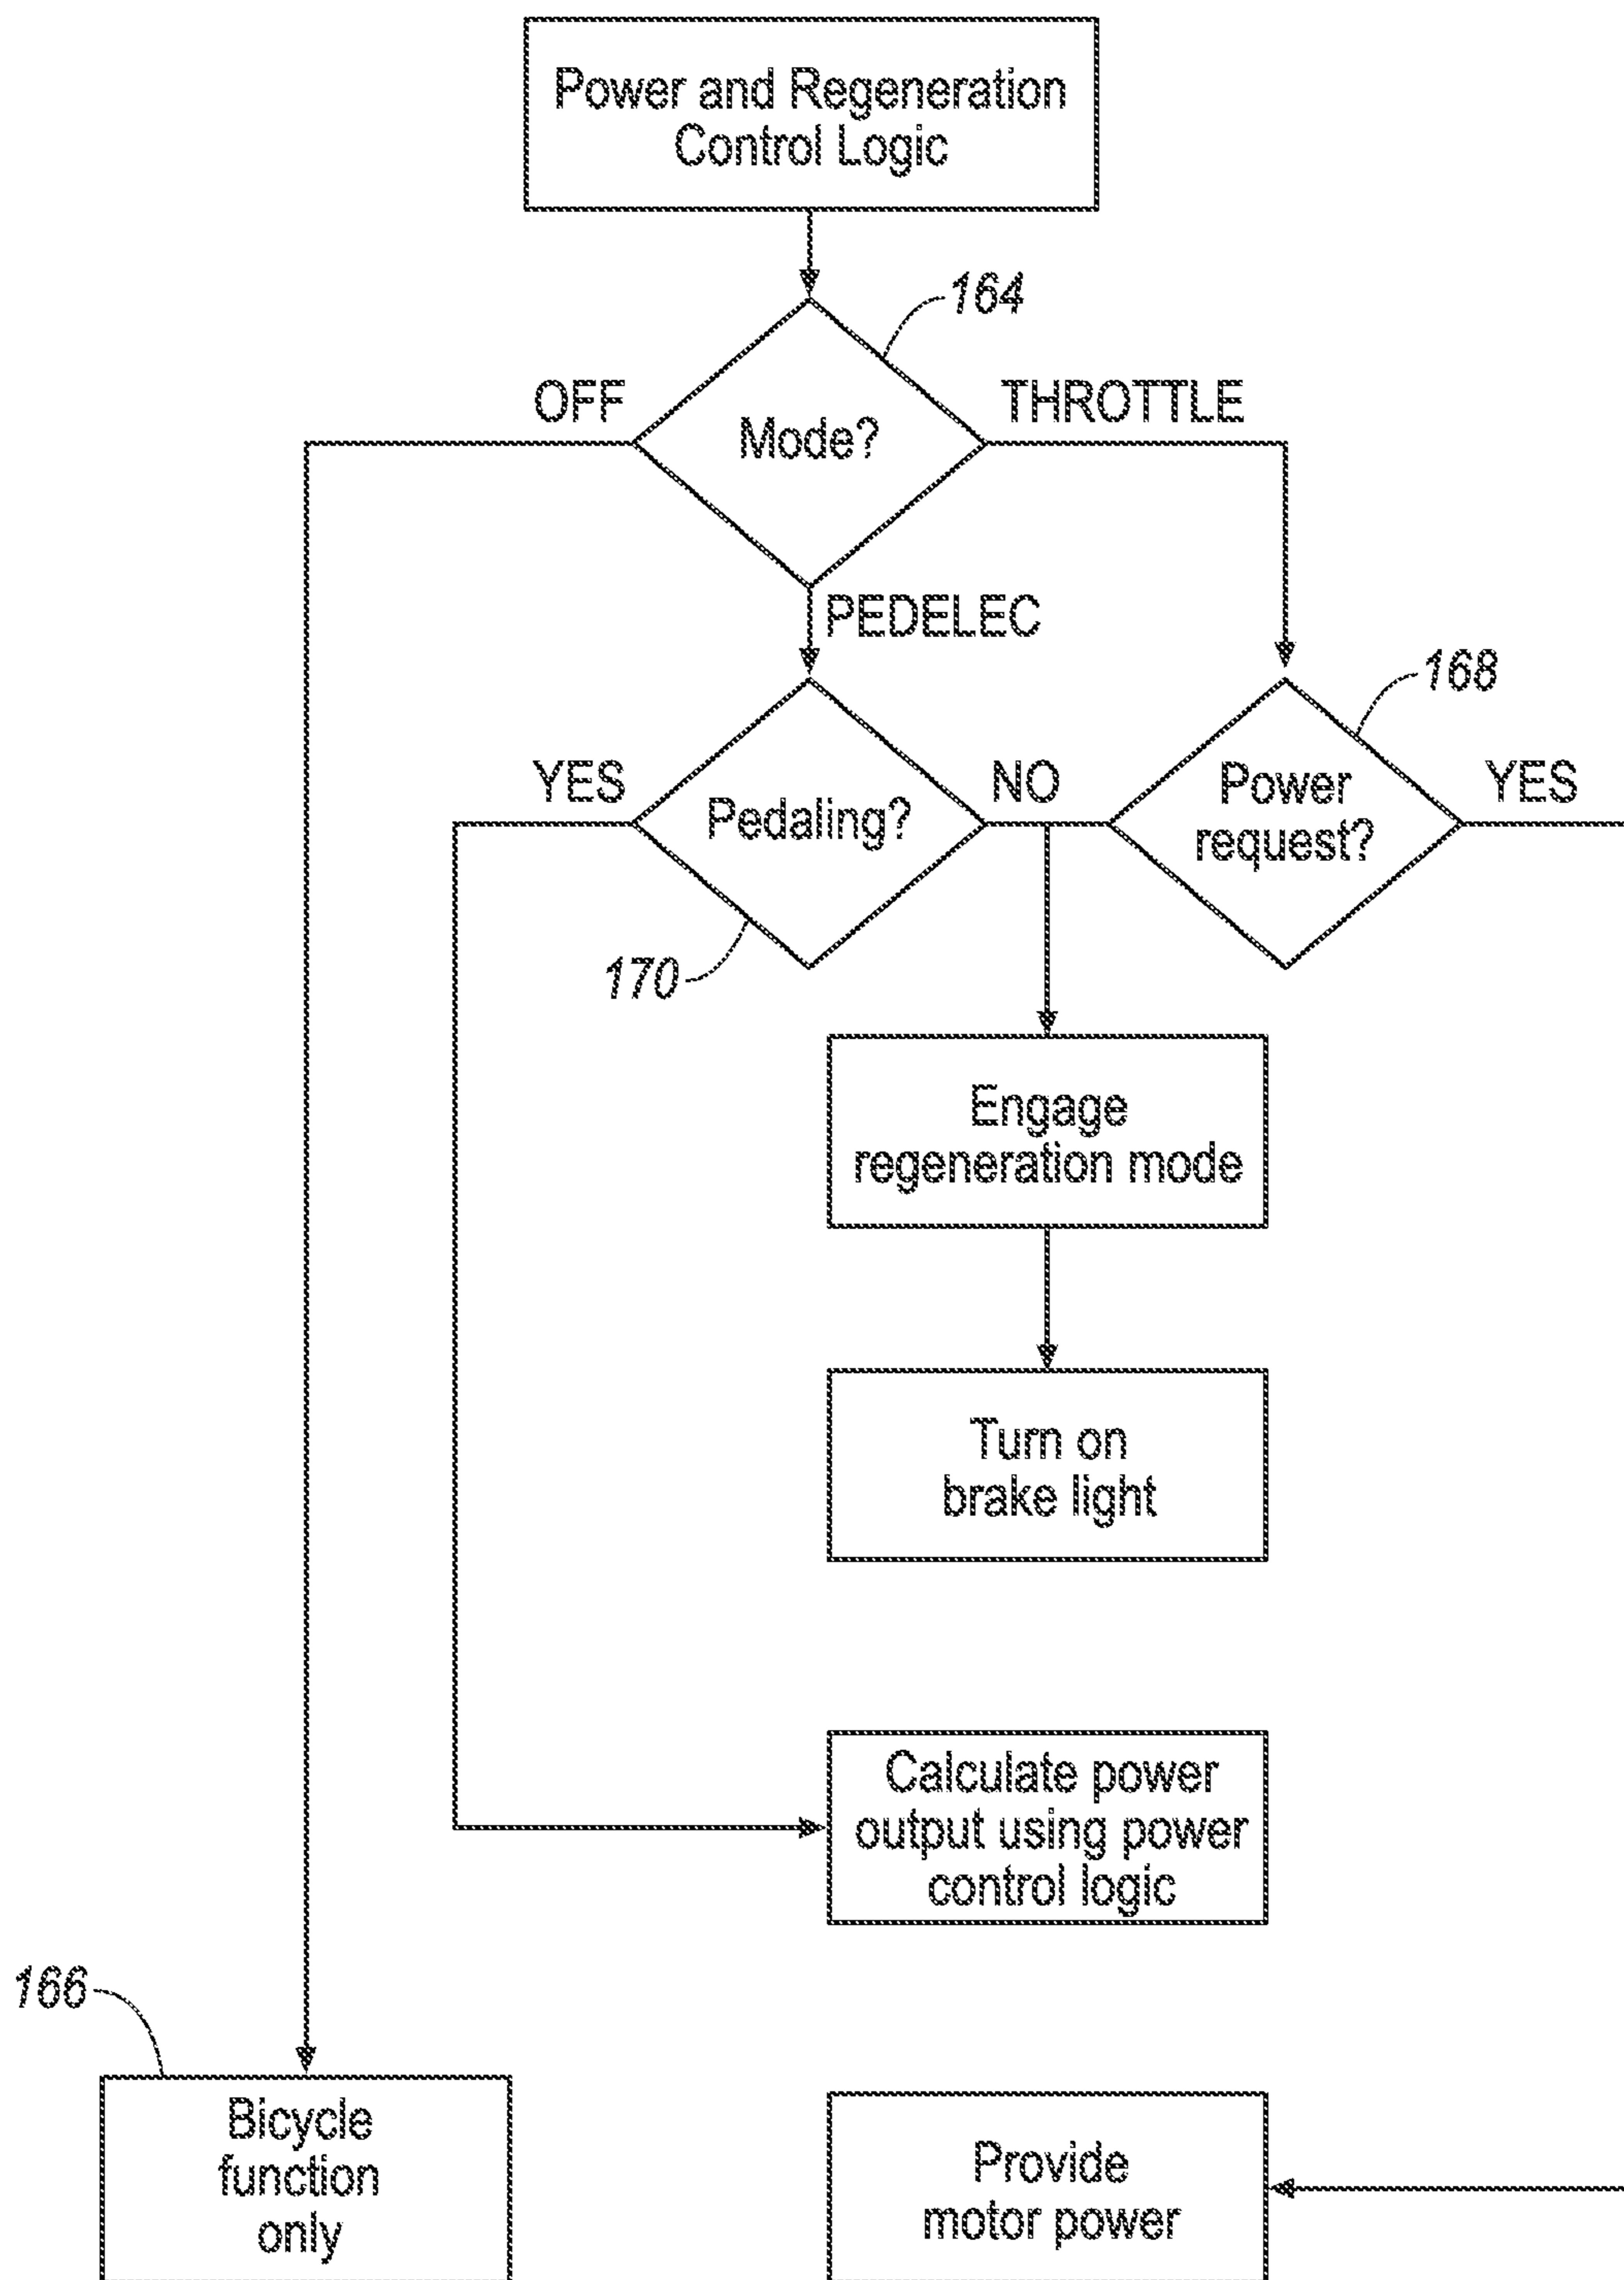 Power and Regeneration
Control Logic
164
OFF
THROTTLE
Mode?
PEDELEC
168
YES
Pedaling?
NO
Power
request?
YES
170
Engage
regeneration mode
Turn on
brake light
Calculate power
output using power
control logic
166
Bicycle
function
only
Provide
motor power